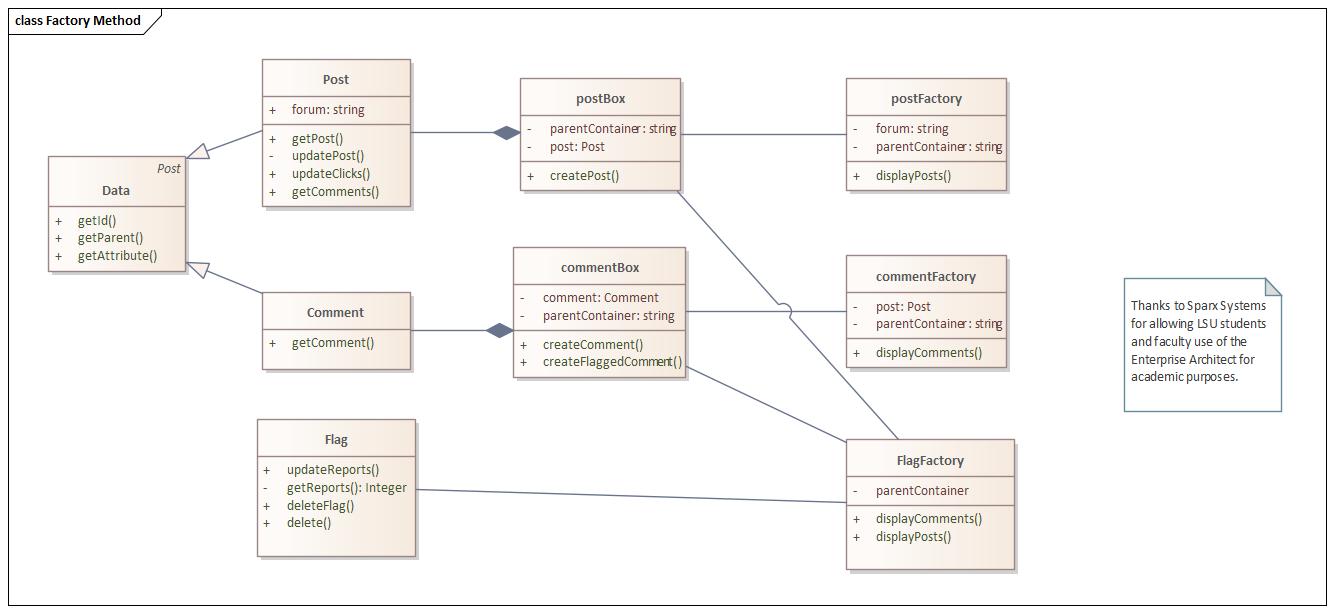 class Factory Method
Post
+ forum: string
+ getPost()
- updatePost()
+ updateClicks()
+ getComments()
postBox
- parentContainer: string
- post: Post
+ createPost()
postFactory
- forum: string
- parentContainer: string
+ displayPosts()
Post
Data
+ getId()
+ getParent()
+ getAttribute()
commentBox
- comment: Comment
- parentContainer: string
+ createComment()
+ createFlaggedComment()
commentFactory
- post: Post
- parentContainer: string
+ displayComments()
Thanks to Sparx Systems
for allowing LSU students
and faculty use of the
Enterprise Architect for
academic purposes.
Comment
+ getComment()
Flag
+ updateReports()
- getReports(): Integer
+ deleteFlag()
+ delete()
FlagFactory
- parentContainer
+ displayComments()
+ displayPosts()